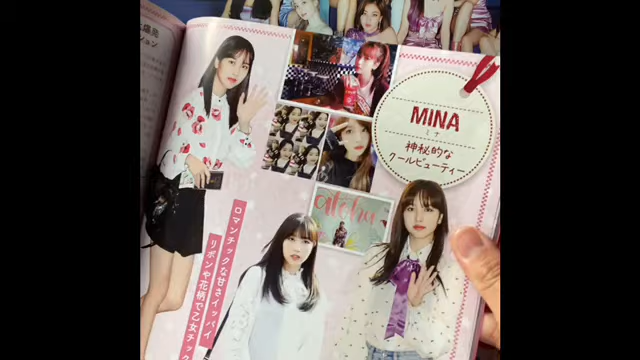 MINA
ミナ
神秘的な
クールビューティー
ロマンチックな甘さイッパイ
リボンや花柄で乙女チック